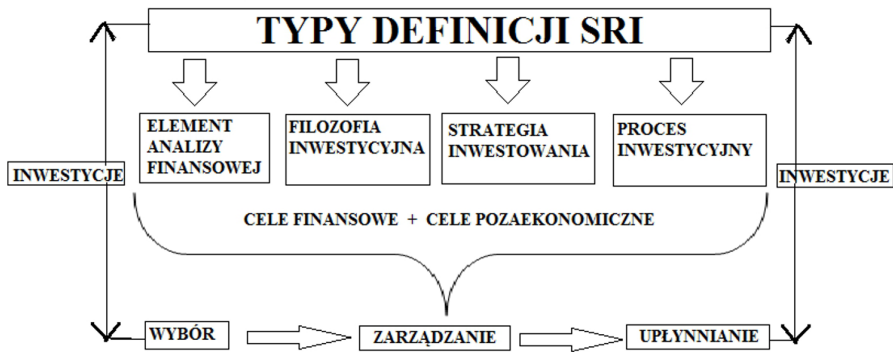 TYPY DEFINICJI SRI
ELEMENT
ANALIZY
FINANSOWEJ
FILOZOFIA
INWESTYCYJNA
STRATEGIA
INWESTOWANIA
PROCES
INWESTYCYJNY
INWESTYCJE
INWESTYCJE
CELE FINANSOWE + CELE POZAEKONOMICZNE
WYBÓR
ZARZĄDZANIE
UPŁYNNIANIE